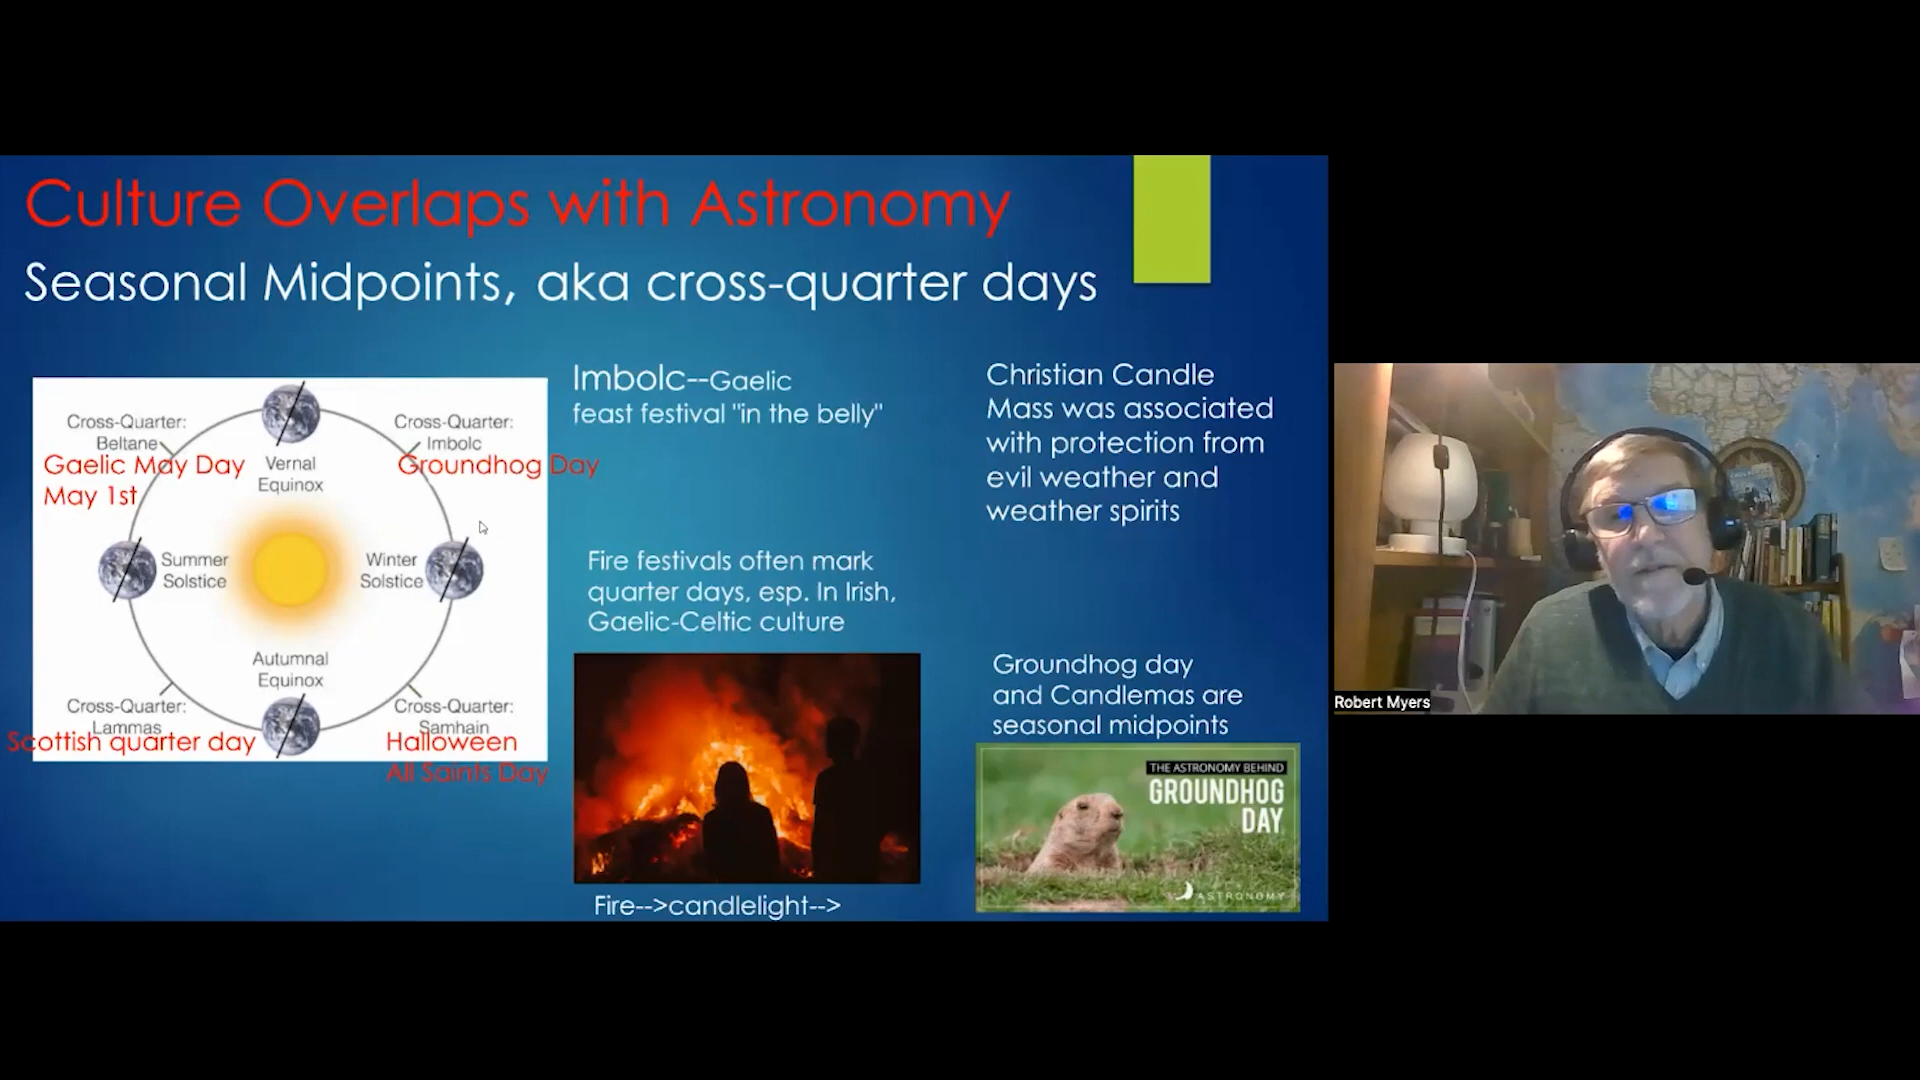 Culture Overlaps with Astronomy
Seasonal Midpoints, aka cross-quarter days
Cross-Quarter:
Beltane
Gaelic May Day
May 1st
Vernal
Equinox
Cross-Quarter:
Imbolc
Groundhog Day
Summer
Solstice
Winter
Solstice
Autumnal
Equinox
Cross-Quarter:
Lammas
Scottish quarter day
Cross-Quarter:
Samhain
Halloween
All Saints Day
Imbolc--Gaelic
feast festival "in the belly"
Fire festivals often mark
quarter days, esp. In Irish,
Gaelic-Celtic culture
Fire-->candlelight-->
Christian Candle
Mass was associated
with protection from
evil weather and
weather spirits
Groundhog day
and Candlemas are
seasonal midpoints
THE ASTRONOMY BEHIND
GROUNDHOG
DAY
ASTRONOMY
Robert Myers